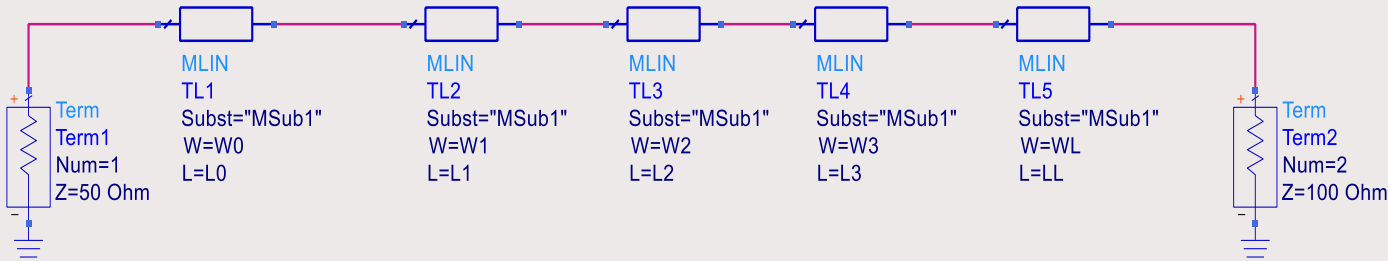 +
Term
Term1
Num=1
Z=50 Ohm
−
MLIN
TL1
Subst="MSub1"
W=W0
L=L0
MLIN
TL2
Subst="MSub1"
W=W1
L=L1
MLIN
TL3
Subst="MSub1"
W=W2
L=L2
MLIN
TL4
Subst="MSub1"
W=W3
L=L3
MLIN
TL5
Subst="MSub1"
W=WL
L=LL
+
Term
Term2
Num=2
Z=100 Ohm
−